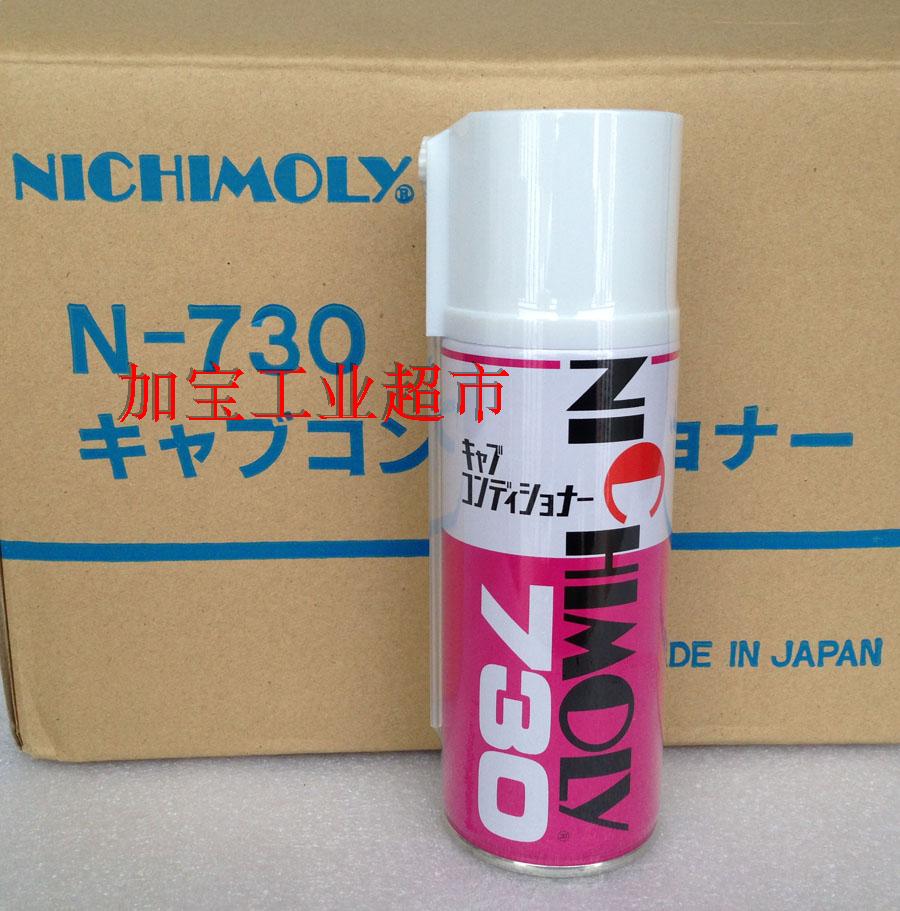 NICHIMOLY®
N-730
加宝工业超市
キャブコン ョナー
DE IN JAPAN
キャブ
コンディショナー
NICHIMOLY®
730